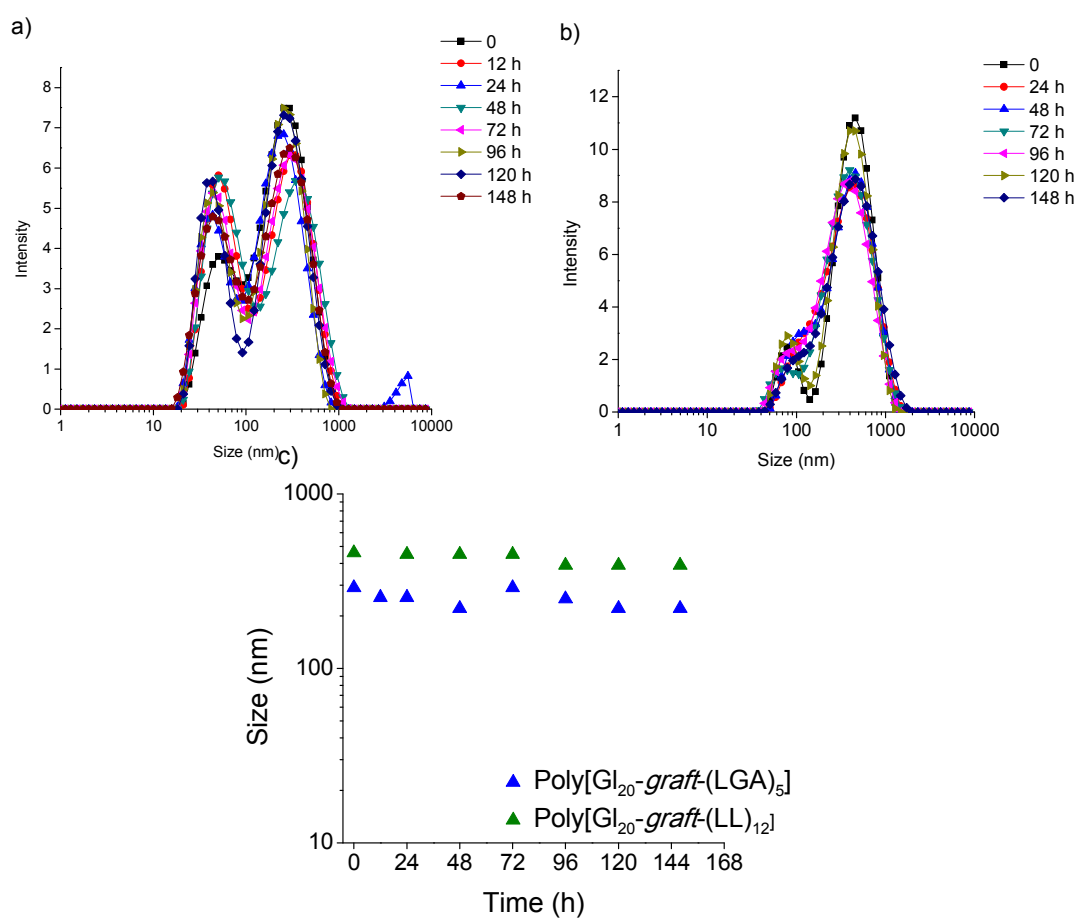 a)
0
12 h
24 h
48 h
72 h
96 h
120 h
148 h
Intensity
8
7
6
5
4
3
2
1
0
1 10 100 1000 10000
Size (nm)
b)
0
24 h
48 h
72 h
96 h
120 h
148 h
Intensity
12
10
8
6
4
2
0
1 10 100 1000 10000
Size (nm)
c)
Size (nm)
1000
100
10
Poly[Gl₂₀-graft-(LGA)₅]
Poly[Gl₂₀-graft-(LL)₁₂]
0 24 48 72 96 120 144 168
Time (h)